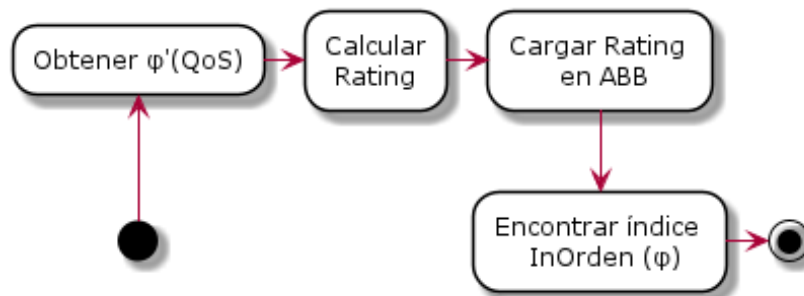 Obtener φ'(QoS)
Calcular
Rating
Cargar Rating
en ABB
Encontrar índice
InOrden (φ)